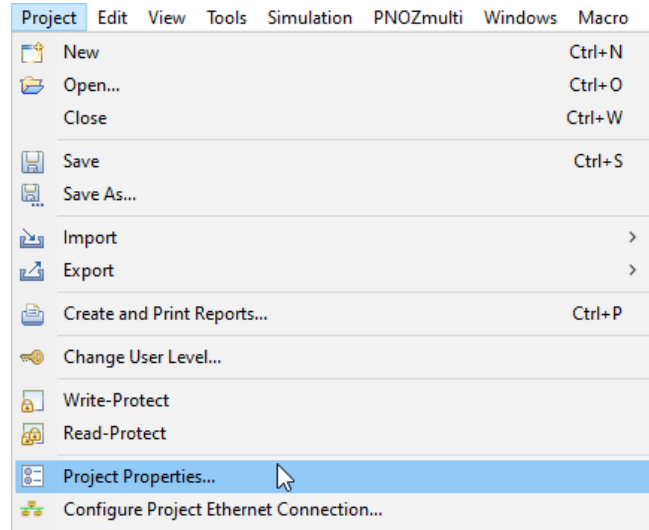 Project Edit View Tools Simulation PNOZmulti Windows Macro
New Ctrl+N
Open... Ctrl+O
Close Ctrl+W
Save Ctrl+S
Save As...
Import
Export
Create and Print Reports... Ctrl+P
Change User Level...
Write-Protect
Read-Protect
Project Properties...
Configure Project Ethernet Connection...